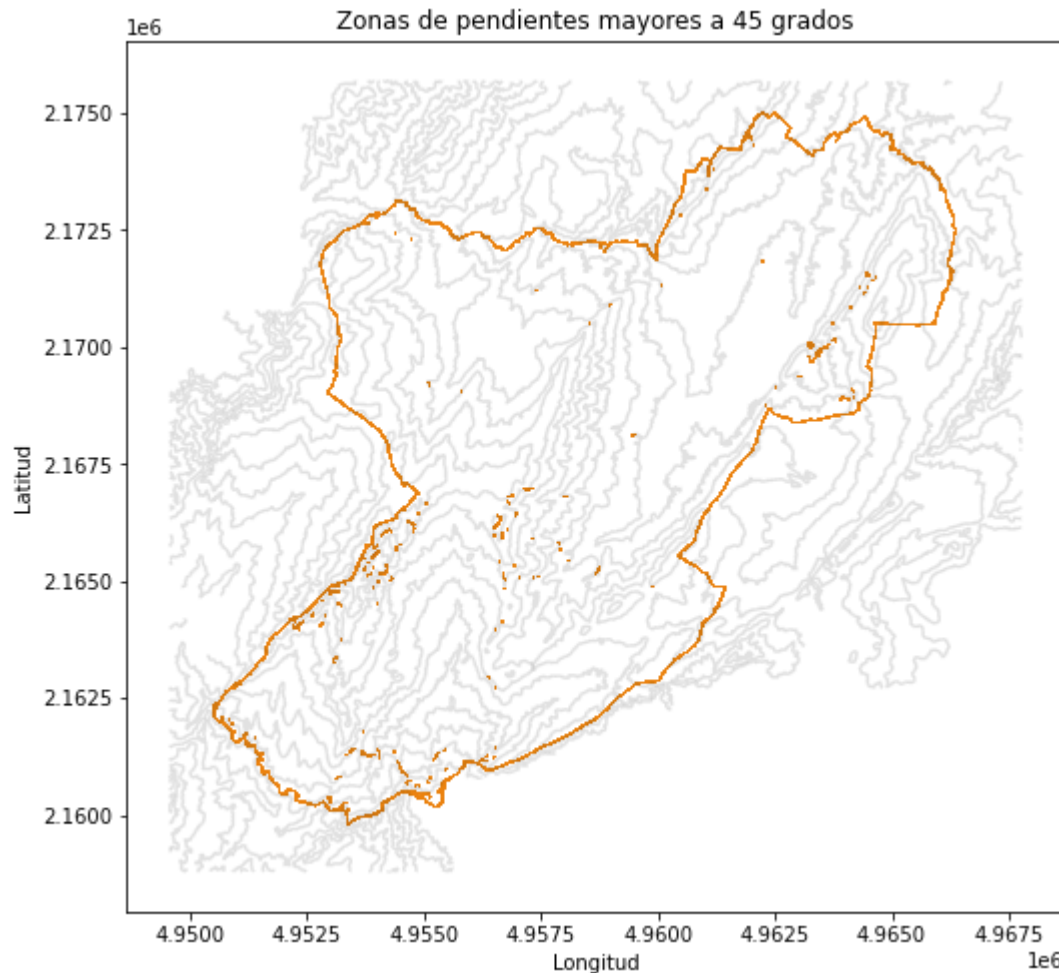 Zonas de pendientes mayores a 45 grados
1e6
2.1750
2.1725
2.1700
2.1675
2.1650
2.1625
2.1600
Latitud
4.9500 4.9525 4.9550 4.9575 4.9600 4.9625 4.9650 4.9675
1e6
Longitud